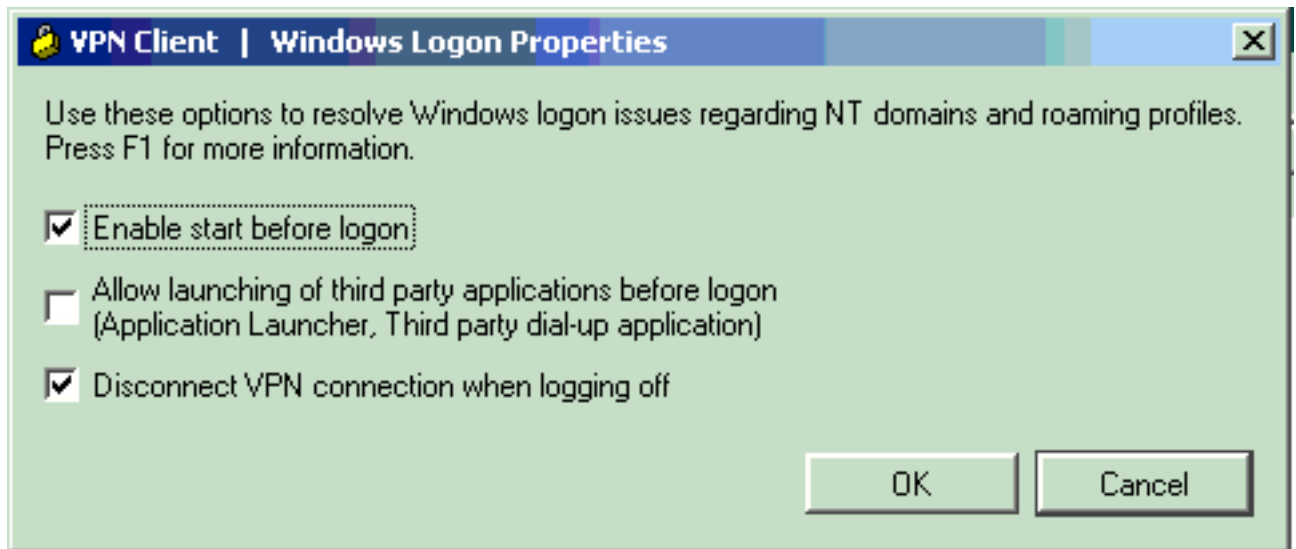 VPN Client | Windows Logon Properties
Use these options to resolve Windows logon issues regarding NT domains and roaming profiles.
Press F1 for more information.
Enable start before logon
Allow launching of third party applications before logon
(Application Launcher, Third party dial-up application)
Disconnect VPN connection when logging off
OK Cancel